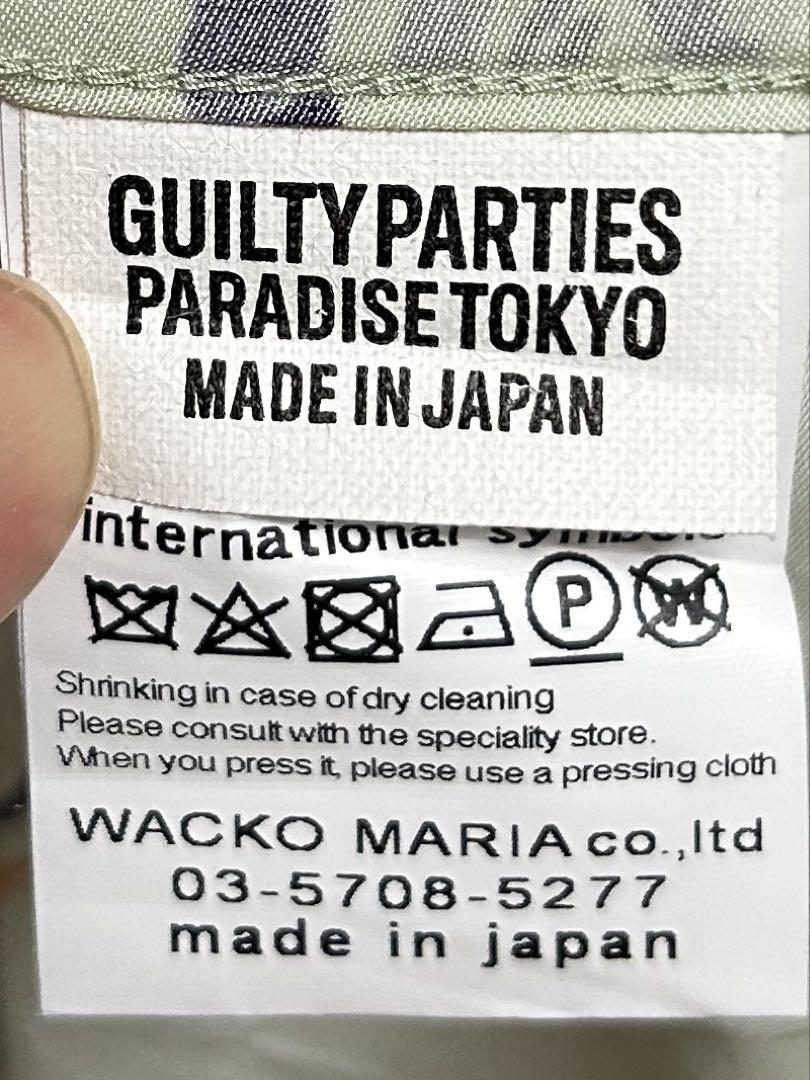 GUILTY PARTIES
PARADISE TOKYO
MADE IN JAPAN
international symbols
P W
Shrinking in case of dry cleaning
Please consult with the speciality store.
When you press it, please use a pressing cloth
WACKO MARIA co.,ltd
03-5708-5277
made in japan